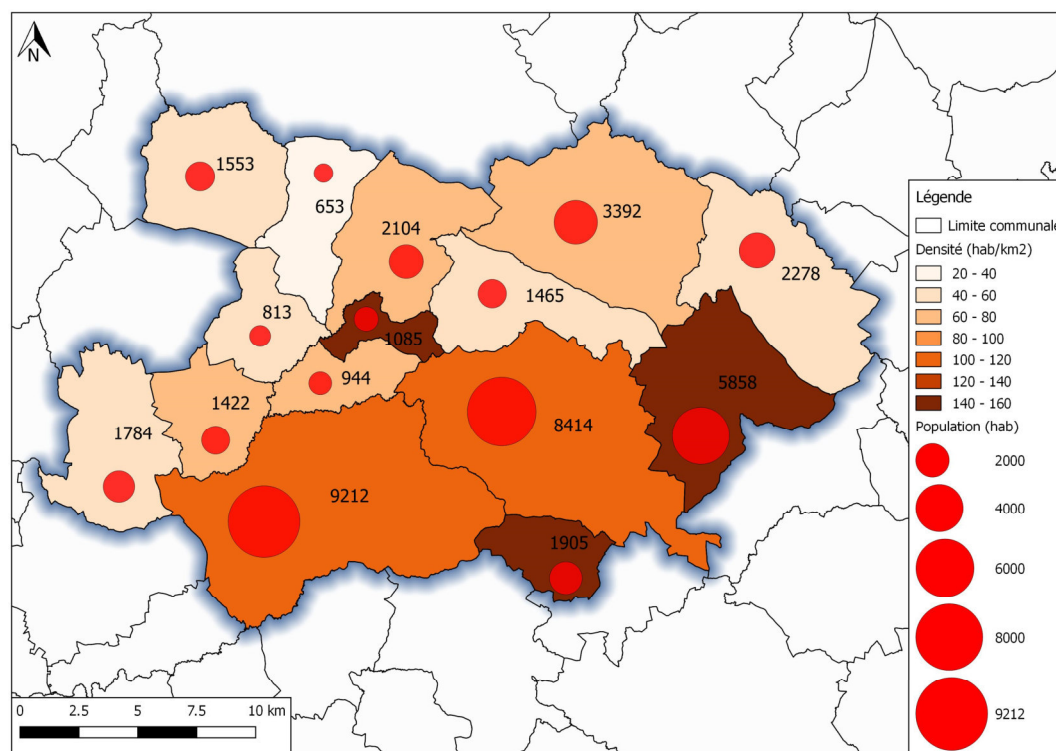 N
1553
653
2104
3392
2278
1465
813
1085
944
5858
1422
8414
1784
9212
1905
Légende
Limite communale
Densité (hab/km2)
20 - 40
40 - 60
60 - 80
80 - 100
100 - 120
120 - 140
140 - 160
Population (hab)
2000
4000
6000
8000
9212
0 2.5 5 7.5 10 km